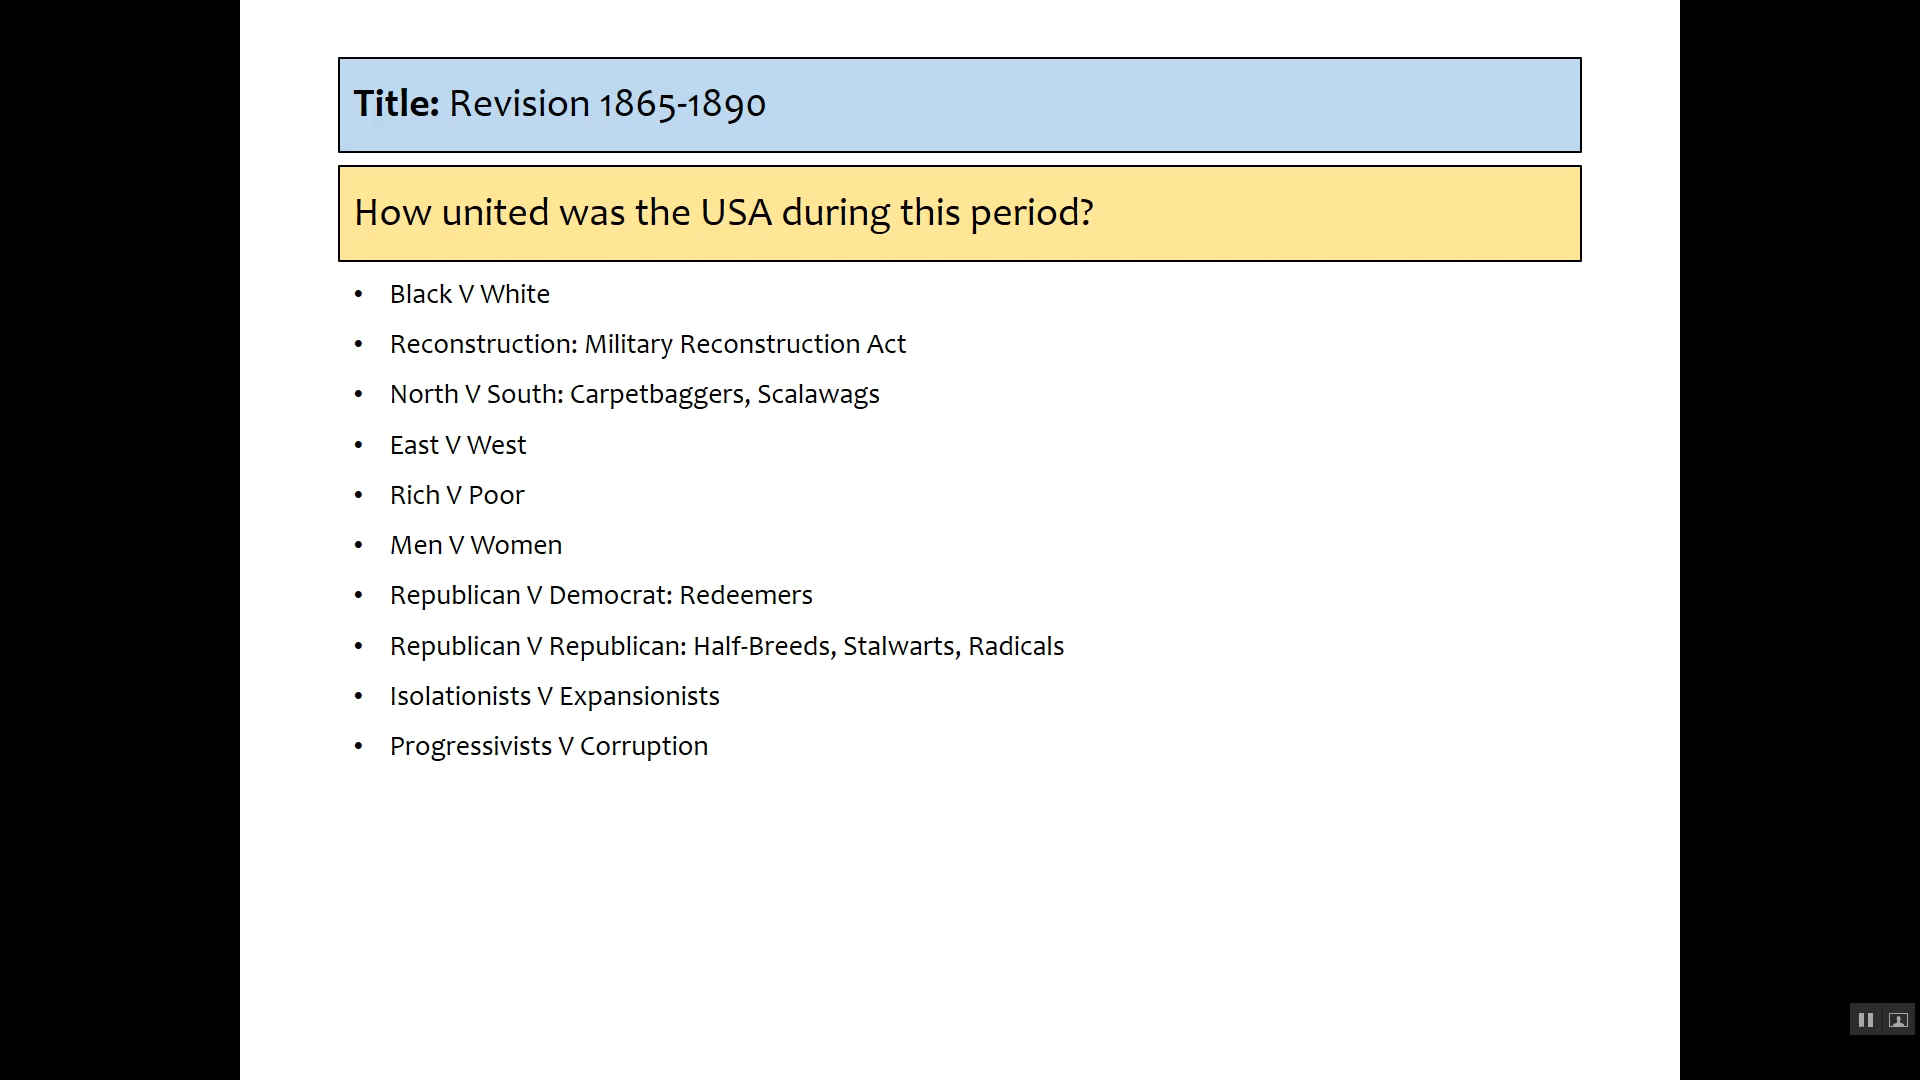 Title: Revision 1865-1890
How united was the USA during this period?
• Black V White
• Reconstruction: Military Reconstruction Act
• North V South: Carpetbaggers, Scalawags
• East V West
• Rich V Poor
• Men V Women
• Republican V Democrat: Redeemers
• Republican V Republican: Half-Breeds, Stalwarts, Radicals
• Isolationists V Expansionists
• Progressivists V Corruption